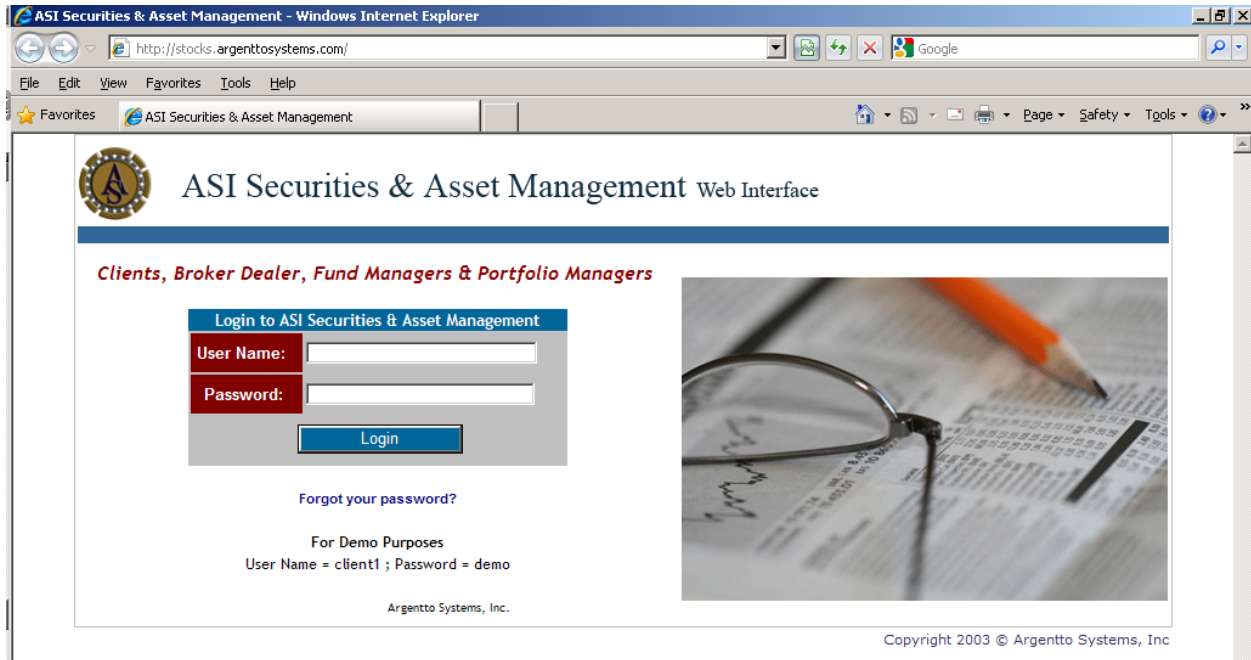 ASI Securities & Asset Management - Windows Internet Explorer
http://stocks.argenttosystems.com/
Google
File Edit View Favorites Tools Help
Favorites ASI Securities & Asset Management Page Safety Tools
ASI Securities & Asset Management Web Interface
Clients, Broker Dealer, Fund Managers & Portfolio Managers
Login to ASI Securities & Asset Management
User Name:
Password:
Login
Forgot your password?
For Demo Purposes
User Name = client1 ; Password = demo
Argentto Systems, Inc.
Copyright 2003 © Argentto Systems, Inc